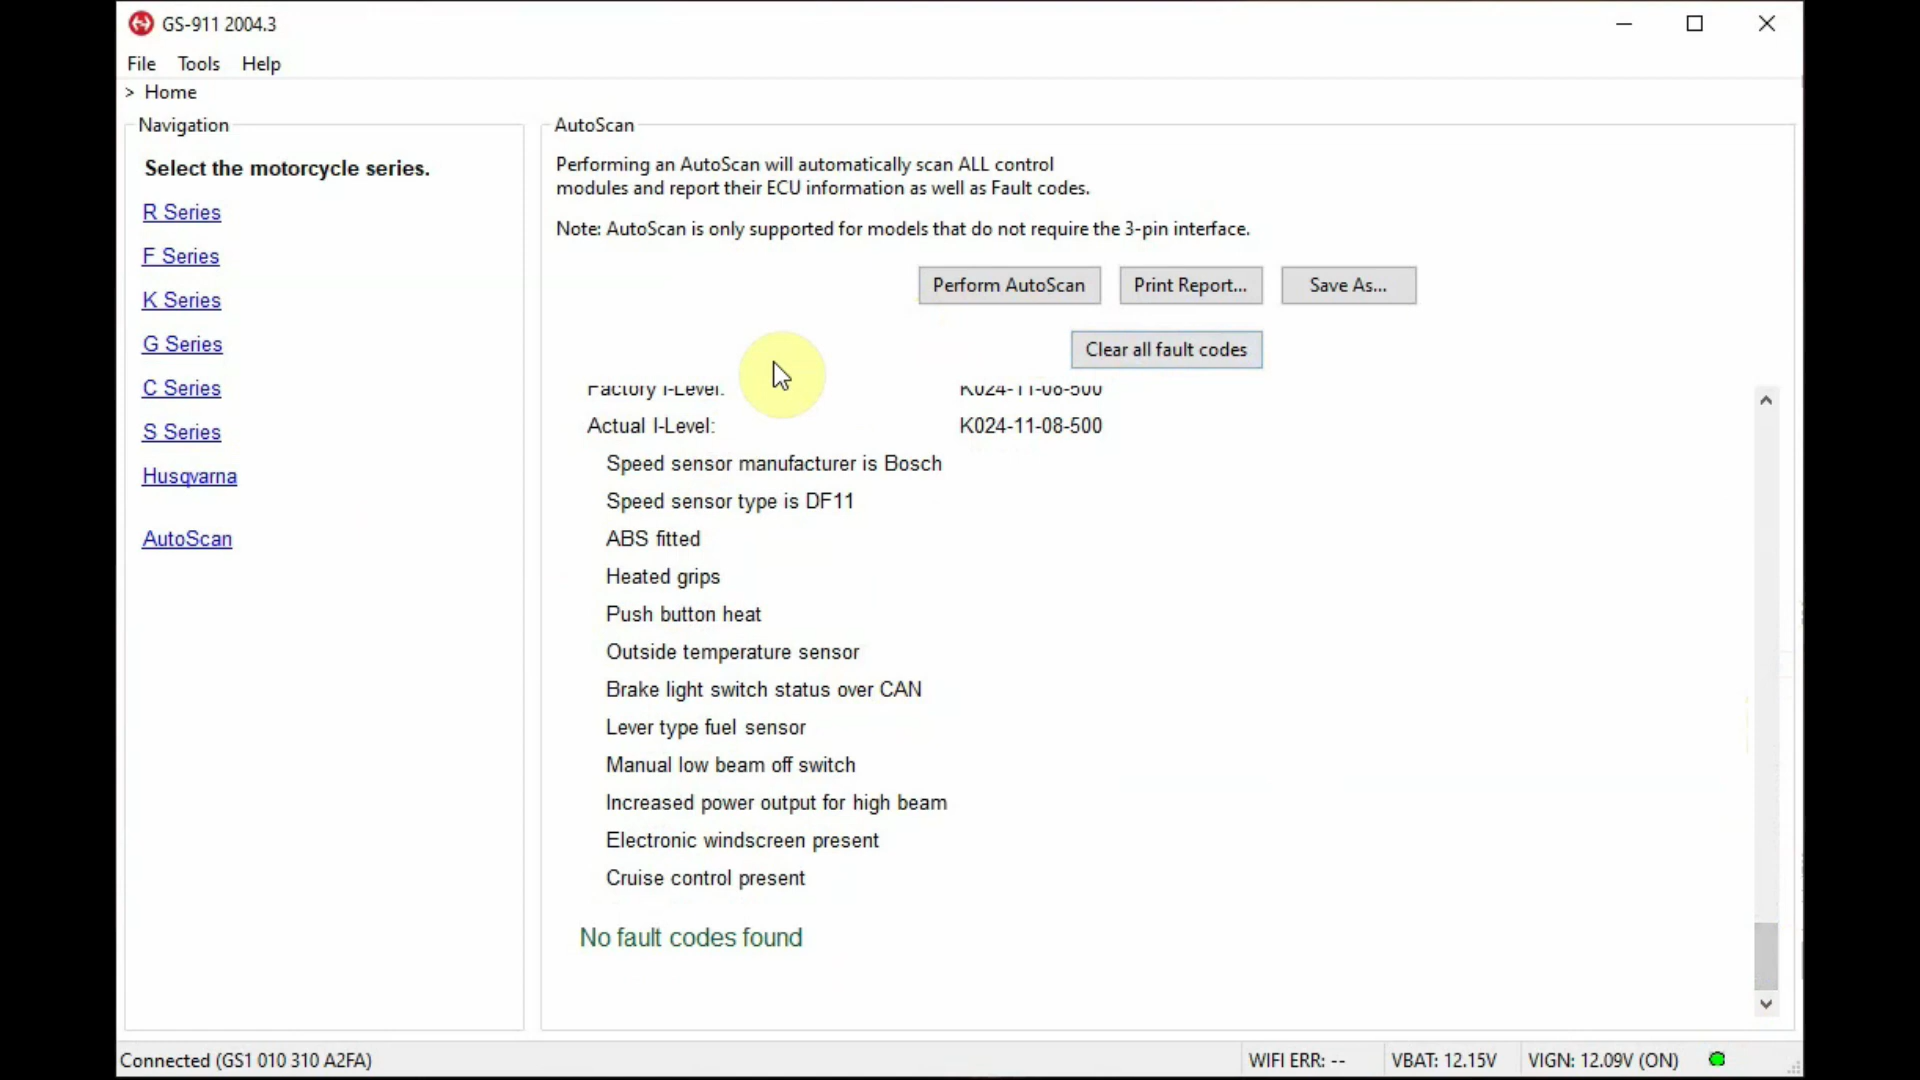 GS-911 2004.3
File Tools Help
> Home
Navigation
Select the motorcycle series.
R Series
F Series
K Series
G Series
C Series
S Series
Husqvarna
AutoScan
AutoScan
Performing an AutoScan will automatically scan ALL control
modules and report their ECU information as well as Fault codes.
Note: AutoScan is only supported for models that do not require the 3-pin interface.
Perform AutoScan Print Report... Save As...
Clear all fault codes
Factory I-Level: K024-11-08-500
Actual I-Level: K024-11-08-500
Speed sensor manufacturer is Bosch
Speed sensor type is DF11
ABS fitted
Heated grips
Push button heat
Outside temperature sensor
Brake light switch status over CAN
Lever type fuel sensor
Manual low beam off switch
Increased power output for high beam
Electronic windscreen present
Cruise control present
No fault codes found
Connected (GS1 010 310 A2FA) WIFI ERR: -- VBAT: 12.15V VIGN: 12.09V (ON)